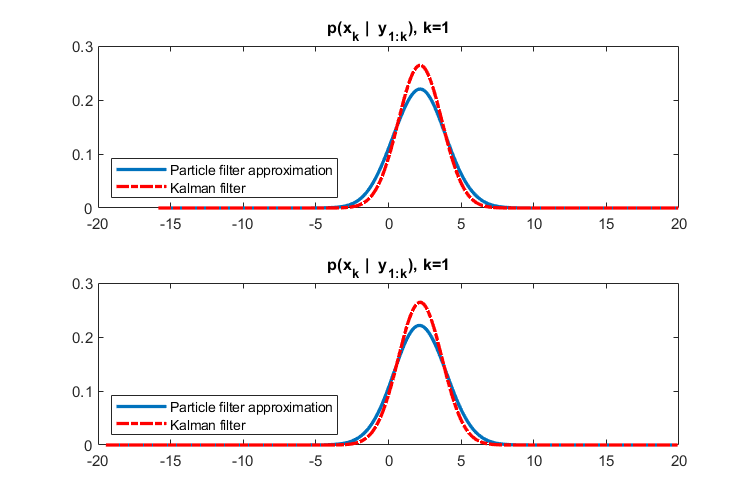 p(x_k | y_1:k), k=1
0.3
0.2
0.1
0
Particle filter approximation
Kalman filter
-20 -15 -10 -5 0 5 10 15 20
p(x_k | y_1:k), k=1
0.3
0.2
0.1
0
Particle filter approximation
Kalman filter
-20 -15 -10 -5 0 5 10 15 20